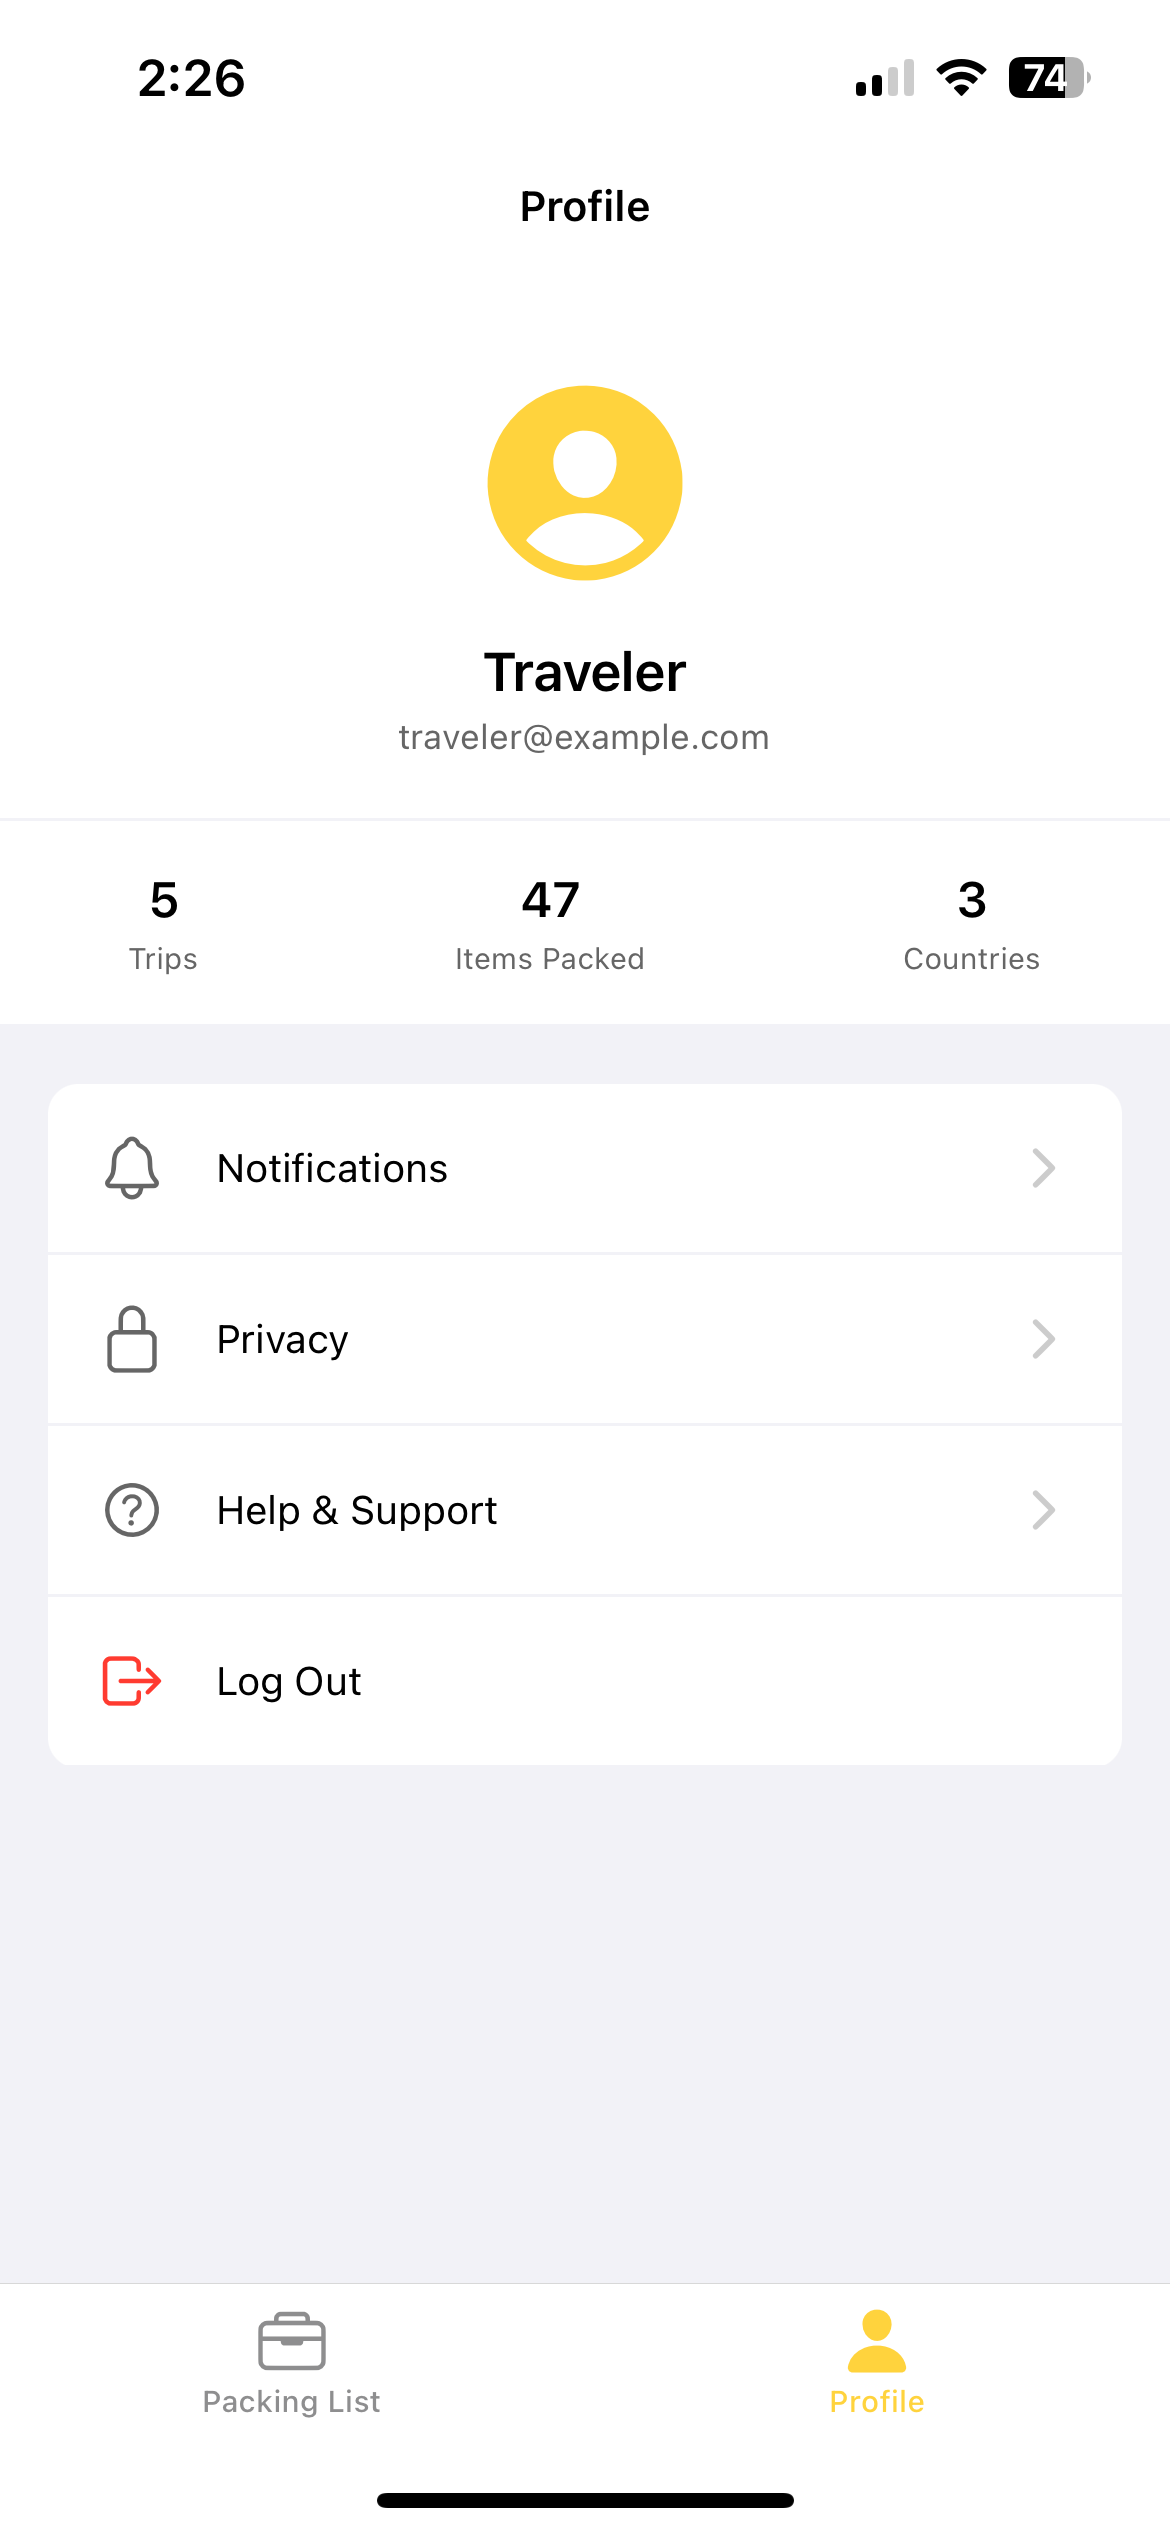 2:26
74
Profile
Traveler
traveler@example.com
5
Trips
47
Items Packed
3
Countries
Notifications
Privacy
Help & Support
Log Out
Packing List
Profile